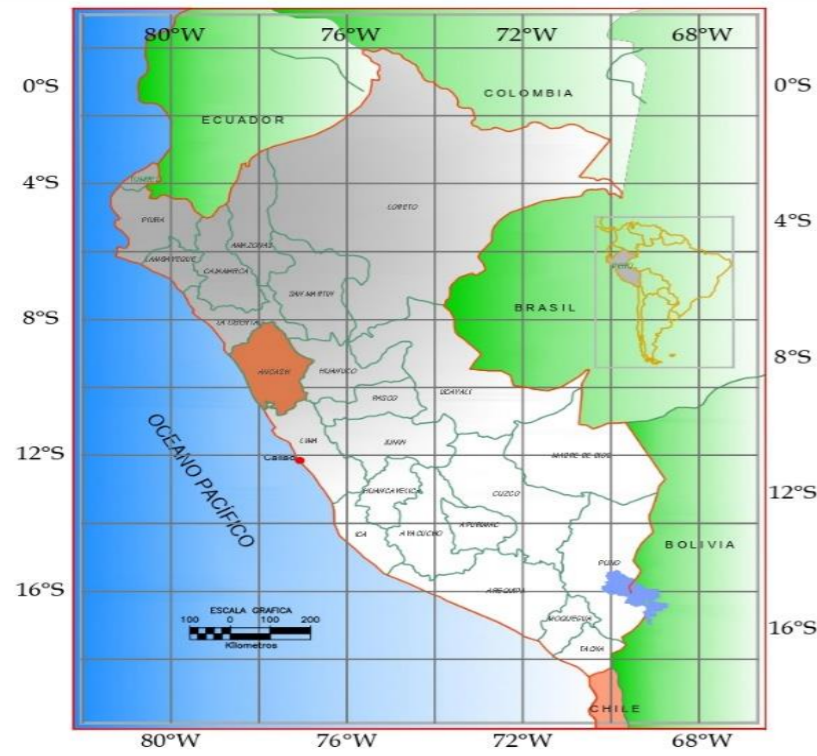 80°W 76°W 72°W 68°W
0°S 0°S
COLOMBIA
ECUADOR
4°S 4°S
TUMBES
PIURA
LORETO
AMAZONAS
LAMBAYEQUE
CAJAMARCA
PERU
SAN MARTIN
BRASIL
8°S 8°S
LA LIBERTAD
ANCASH
HUANUCO
UCAYALI
PASCO
LIMA
JUNIN
12°S 12°S
Callao
MADRE DE DIOS
OCEANO PACÍFICO
HUANCAVELICA
CUZCO
ICA
AYACUCHO
APURIMAC
BOLIVIA
PUNO
16°S 16°S
AREQUIPA
ESCALA GRAFICA
100 0 100 200
Kilometros
MOQUEGUA
TACNA
CHILE
80°W 76°W 72°W 68°W